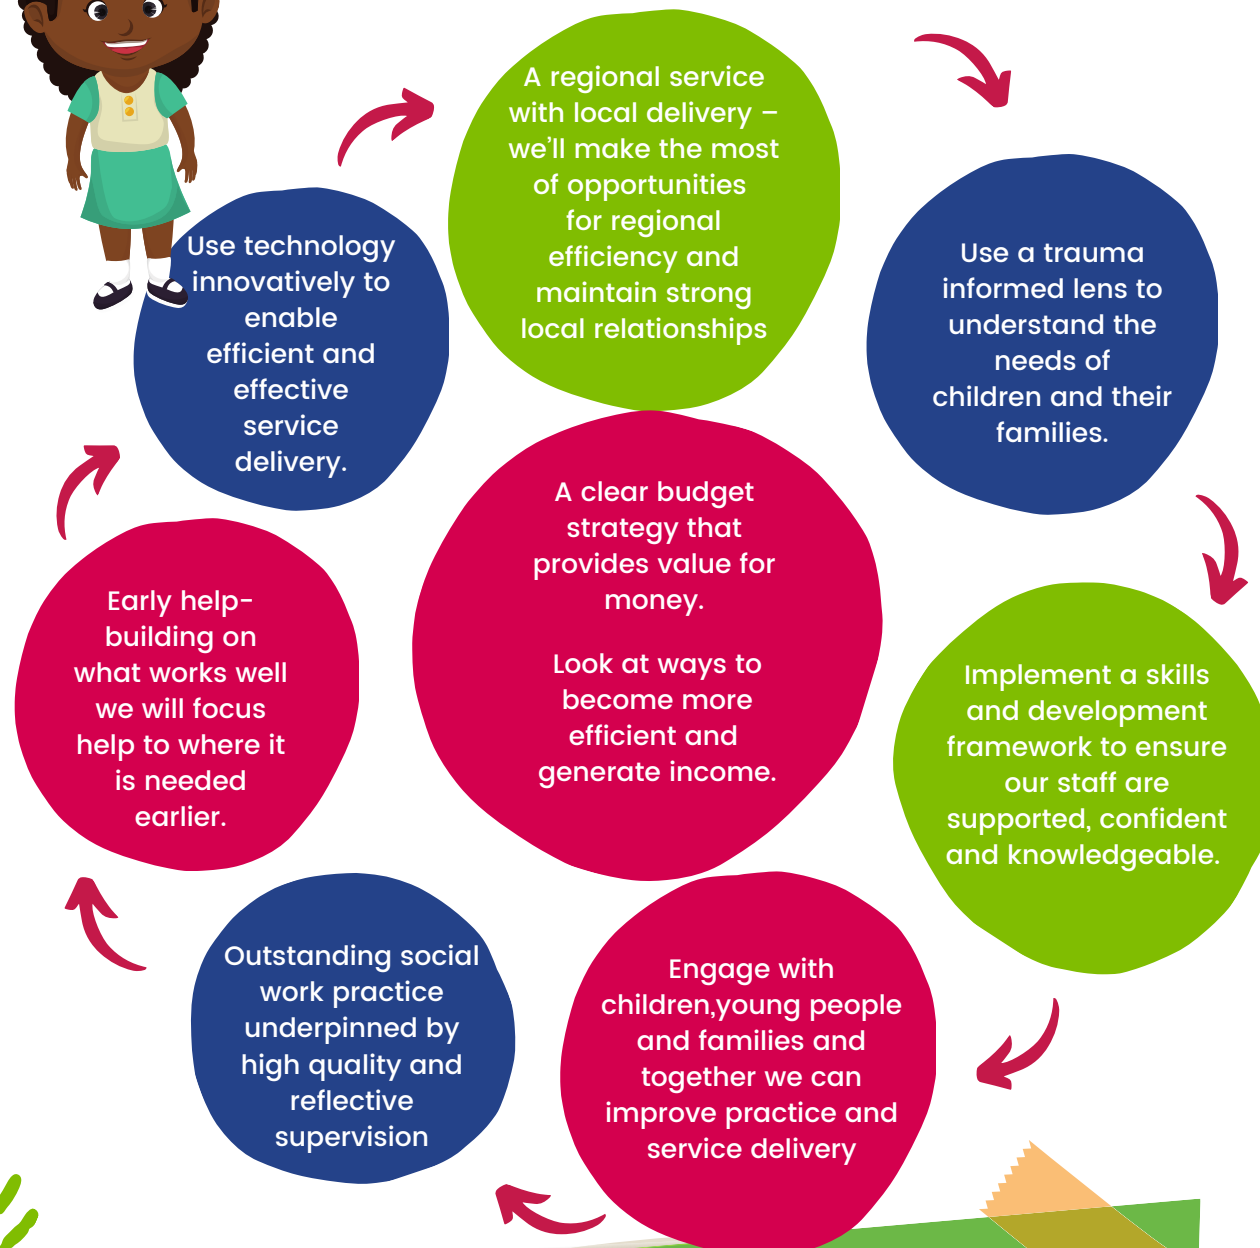 A regional service
with local delivery –
we’ll make the most
of opportunities
for regional
efficiency and
maintain strong
local relationships
Use a trauma
informed lens to
understand the
needs of
children and their
families.
Implement a skills
and development
framework to ensure
our staff are
supported, confident
and knowledgeable.
Engage with
children,young people
and families and
together we can
improve practice and
service delivery
Outstanding social
work practice
underpinned by
high quality and
reflective
supervision
Early help-
building on
what works well
we will focus
help to where it
is needed
earlier.
Use technology
innovatively to
enable
efficient and
effective
service
delivery.
A clear budget
strategy that
provides value for
money.
Look at ways to
become more
efficient and
generate income.